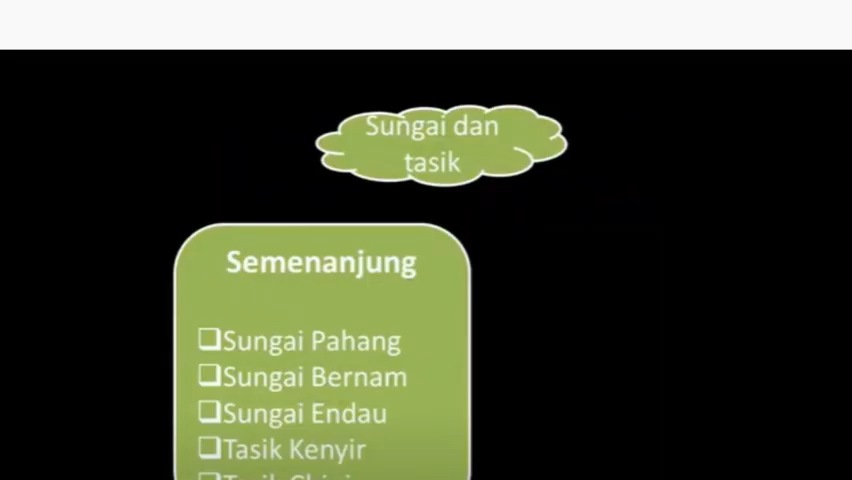 Sungai dan
tasik
Semenanjung
❑Sungai Pahang
❑Sungai Bernam
❑Sungai Endau
❑Tasik Kenyir